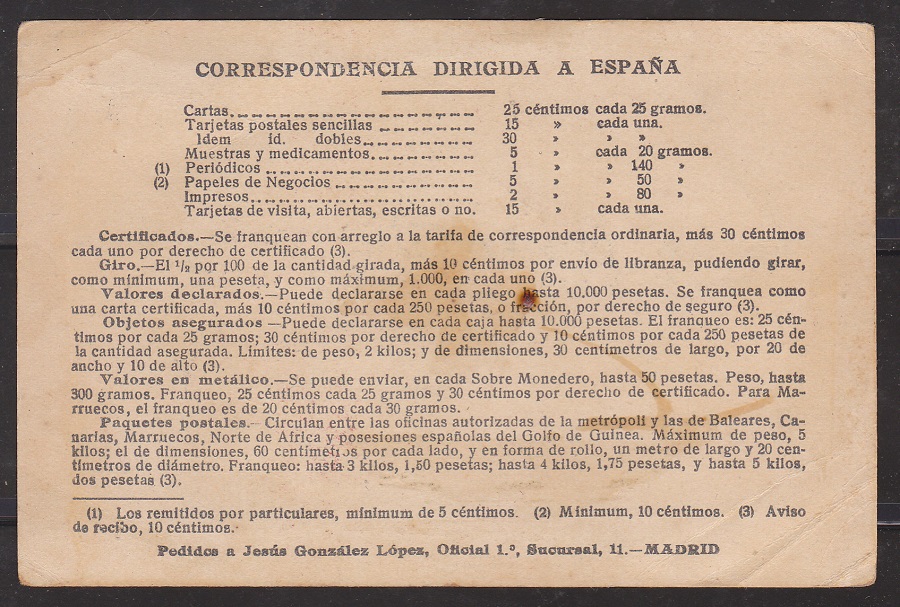 CORRESPONDENCIA DIRIGIDA A ESPAÑA
Cartas. 25 céntimos cada 25 gramos.
Tarjetas postales sencillas 15 » cada una.
Idem id. dobles. 30 » » »
Muestras y medicamentos. 5 » cada 20 gramos.
(1) Periódicos 1 » » 140 »
(2) Papeles de Negocios 5 » » 50 »
Impresos. 2 » » 80 »
Tarjetas de visita, abiertas, escritas o no. 15 » cada una.
Certificados.—Se franquean con arreglo a la tarifa de correspondencia ordinaria, más 30 céntimos
cada uno por derecho de certificado (3).
Giro.—El 1/2 por 100 de la cantidad girada, más 10 céntimos por envío de libranza, pudiendo girar,
como mínimum, una peseta, y como máximum, 1.000, en cada uno (3).
Valores declarados.—Puede declararse en cada pliego hasta 10.000 pesetas. Se franquea como
una carta certificada, más 10 céntimos por cada 250 pesetas, o fracción, por derecho de seguro (3).
Objetos asegurados —Puede declararse en cada caja hasta 10.000 pesetas. El franqueo es: 25 cén-
timos por cada 25 gramos; 30 céntimos por derecho de certificado y 10 céntimos por cada 250 pesetas de
la cantidad asegurada. Límites: de peso, 2 kilos; y de dimensiones, 30 centímetros de largo, por 20 de
ancho y 10 de alto (3).
Valores en metálico.—Se puede enviar, en cada Sobre Monedero, hasta 50 pesetas. Peso, hasta
300 gramos. Franqueo, 25 céntimos cada 25 gramos y 30 céntimos por derecho de certificado. Para Ma-
rruecos, el franqueo es de 20 céntimos cada 30 gramos.
Paquetes postales.— Circulan entre las oficinas autorizadas de la metrópoli y las de Baleares, Ca-
narias, Marruecos, Norte de Africa y posesiones españolas del Golfo de Guinea. Máximum de peso, 5
kilos; el de dimensiones, 60 centímetros por cada lado, y en forma de rollo, un metro de largo y 20 cen-
tímetros de diámetro. Franqueo: hasta 3 kilos, 1,50 pesetas; hasta 4 kilos, 1,75 pesetas, y hasta 5 kilos,
dos pesetas (3).
(1) Los remitidos por particulares, mínimum de 5 céntimos. (2) Mínimum, 10 céntimos. (3) Aviso
de recibo, 10 céntimos.
Pedidos a Jesús González López, Oficial 1.º, Sucursal, 11.—MADRID